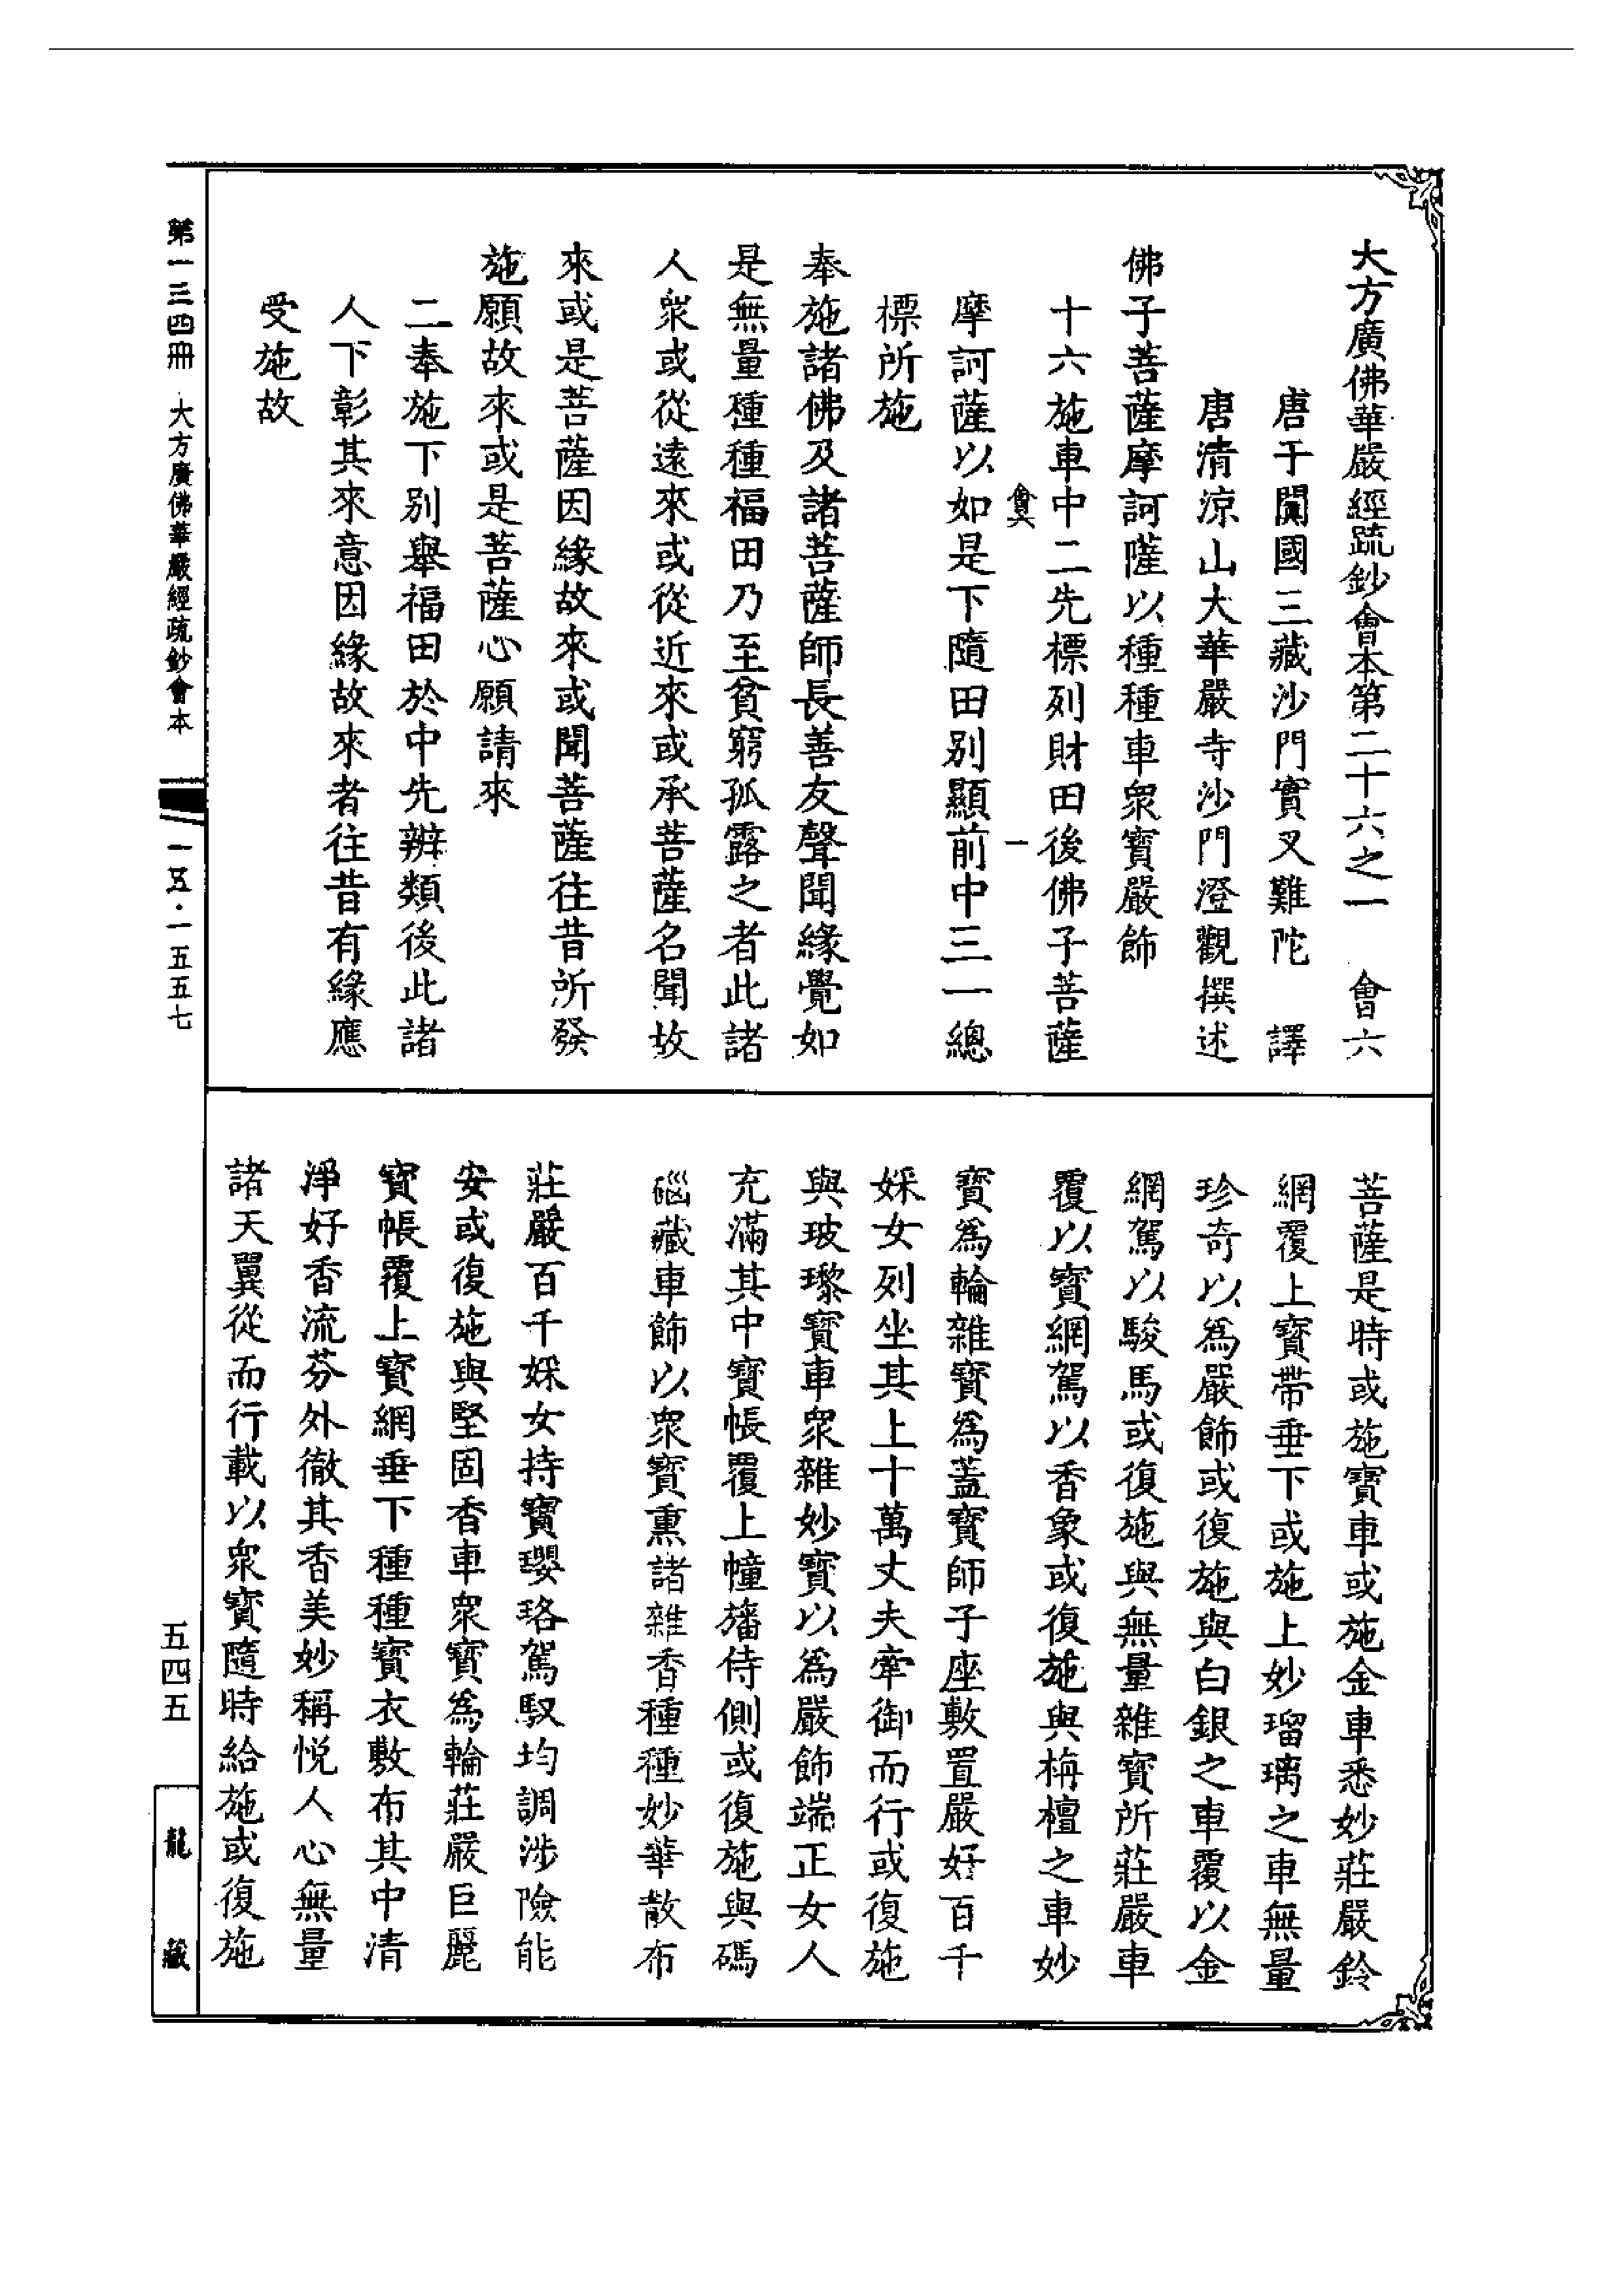 大方廣佛華嚴經疏鈔會本第二十六之一　會六
唐于闐國三藏沙門實叉難陀　譯
唐清涼山大華嚴寺沙門澄觀撰述
佛子菩薩摩訶薩以種種車衆寶嚴飾
十六施車中二先標列財田後佛子菩薩
會六　一
摩訶薩以如是下隨田別顯前中三一總
標所施
奉施諸佛及諸菩薩師長善友聲聞緣覺如
是無量種種福田乃至貧窮孤露之者此諸
人衆或從遠來或從近來或承菩薩名聞故
來或是菩薩因緣故來或聞菩薩往昔所發
施願故來或是菩薩心願請來
二奉施下別舉福田於中先辨類後此諸
人下彰其來意因緣故來者往昔有緣應
受施故
菩薩是時或施寶車或施金車悉妙莊嚴鈴
網覆上寶帶垂下或施上妙瑠璃之車無量
珍奇以爲嚴飾或復施與白銀之車覆以金
網駕以駿馬或復施與無量雜寶所莊嚴車
覆以寶網駕以香象或復施與栴檀之車妙
寶爲輪雜寶爲蓋寶師子座敷置嚴好百千
婇女列坐其上十萬丈夫牽御而行或復施
與玻瓈寶車衆雜妙寶以爲嚴飾端正女人
充滿其中寶帳覆上幢旛侍側或復施與碼
碯藏車飾以衆寶熏諸雜香種種妙華散布
莊嚴百千婇女持寶瓔珞駕馭均調涉險能
安或復施與堅固香車衆寶爲輪莊嚴巨麗
寶帳覆上寶網垂下種種寶衣敷布其中清
淨好香流芬外徹其香美妙稱悅人心無量
諸天翼從而行載以衆寶隨時給施或復施
第一三四冊　大方廣佛華嚴經疏鈔會本
一五·一五五七
五四五
龍藏